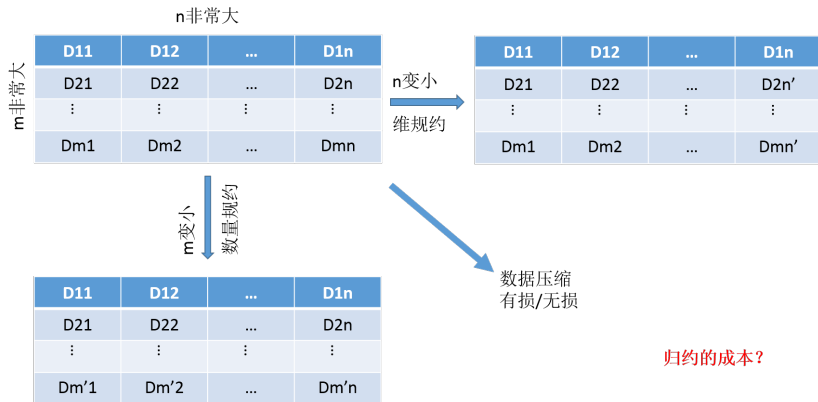 n非常大
m非常大
D11 D12 ... D1n
D21 D22 ... D2n
⋮ ⋮ ⋮ ⋮
Dm1 Dm2 ... Dmn
n变小
维规约
D11 D12 ... D1n
D21 D22 ... D2n′
⋮ ⋮ ⋮ ⋮
Dm1 Dm2 ... Dmn′
m变小
数量规约
D11 D12 ... D1n
D21 D22 ... D2n
⋮ ⋮ ⋮ ⋮
Dm′1 Dm′2 ... Dm′n
数据压缩
有损/无损
归约的成本？